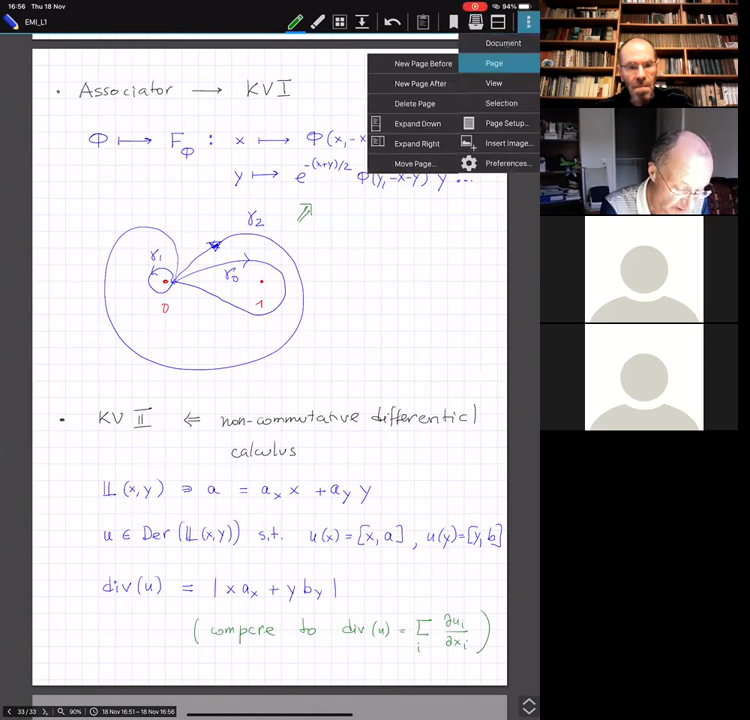 16:56 Thu 18 Nov
94%
EMI_L1
Document
New Page Before
Page
New Page After
View
Delete Page
Selection
Expand Down
Page Setup...
Expand Right
Insert Image...
Move Page...
Preferences...
· Associator → KV I
Φ ↦ F_Φ : x ↦ Φ(x, -x
y ↦ e^{-(x+y)/2} Φ(y, -x-y) y ...
γ₂
γ₁
γ₀
0
1
· KV II ⇐ non-commutative differential
calculus
𝕃(x, y) ∋ a = a_x x + a_y y
u ∈ Der(𝕃(x, y)) s.t. u(x) = [x, a], u(y) = [y, b]
div(u) = | x a_x + y b_y |
(compare to div(u) = Σ_i ∂u_i/∂x_i)
33/33
90%
18 Nov 16:51–18 Nov 16:56